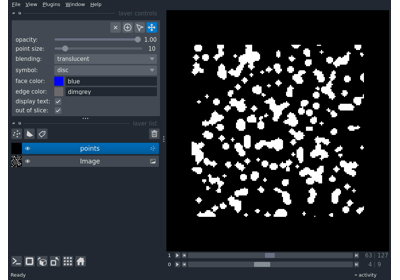 File View Plugins Window Help
layer controls
opacity: 1.00
point size: 10
blending: translucent
symbol: disc
face color: blue
edge color: dimgrey
display text:
out of slice:
layer list
points
Image
1 63 127
0 4 9
Ready activity